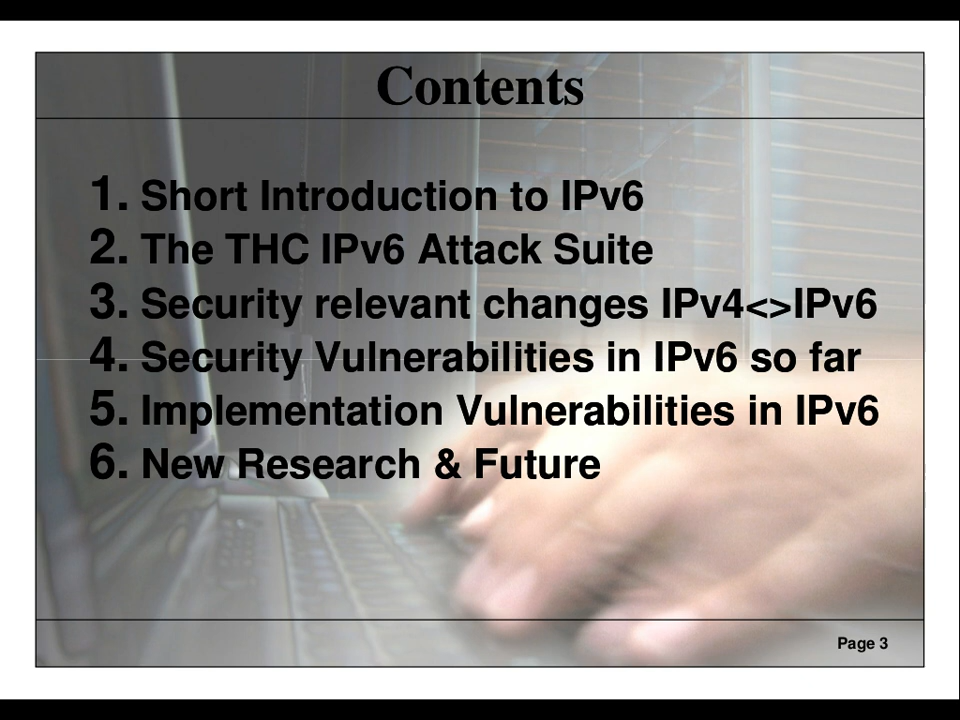 Contents
1. Short Introduction to IPv6
2. The THC IPv6 Attack Suite
3. Security relevant changes IPv4<>IPv6
4. Security Vulnerabilities in IPv6 so far
5. Implementation Vulnerabilities in IPv6
6. New Research & Future
Page 3